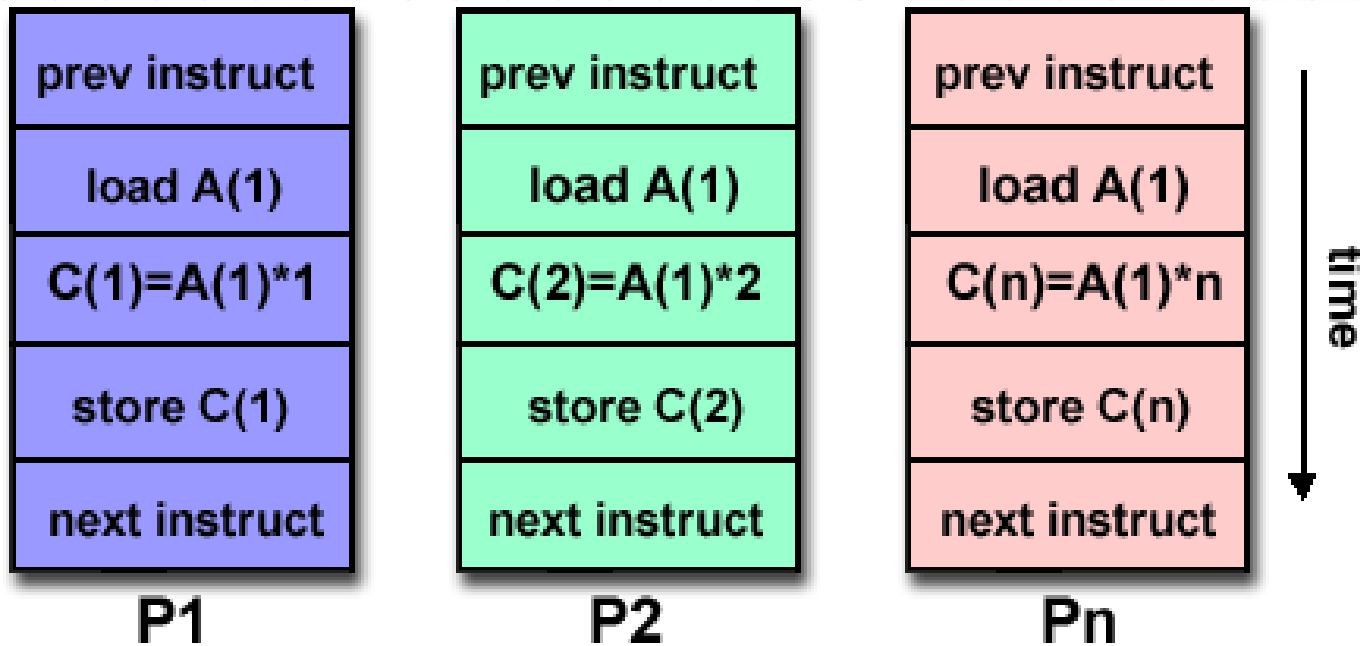 prev instruct
load A(1)
C(1)=A(1)*1
store C(1)
next instruct
P1
prev instruct
load A(1)
C(2)=A(1)*2
store C(2)
next instruct
P2
prev instruct
load A(1)
C(n)=A(1)*n
store C(n)
next instruct
Pn
time